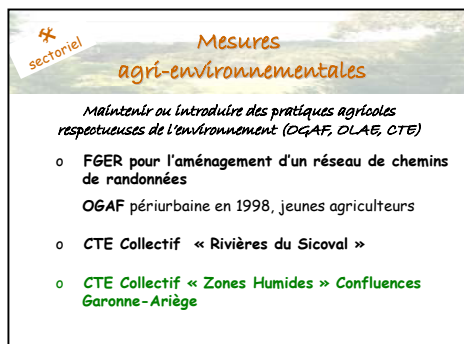 sectoriel
Mesures
agri-environnementales
Maintenir ou introduire des pratiques agricoles
respectueuses de l'environnement (OGAF, OLAE, CTE)
o FGER pour l'aménagement d'un réseau de chemins
de randonnées
OGAF périurbaine en 1998, jeunes agriculteurs
o CTE Collectif « Rivières du Sicoval »
o CTE Collectif « Zones Humides » Confluences
Garonne-Ariège